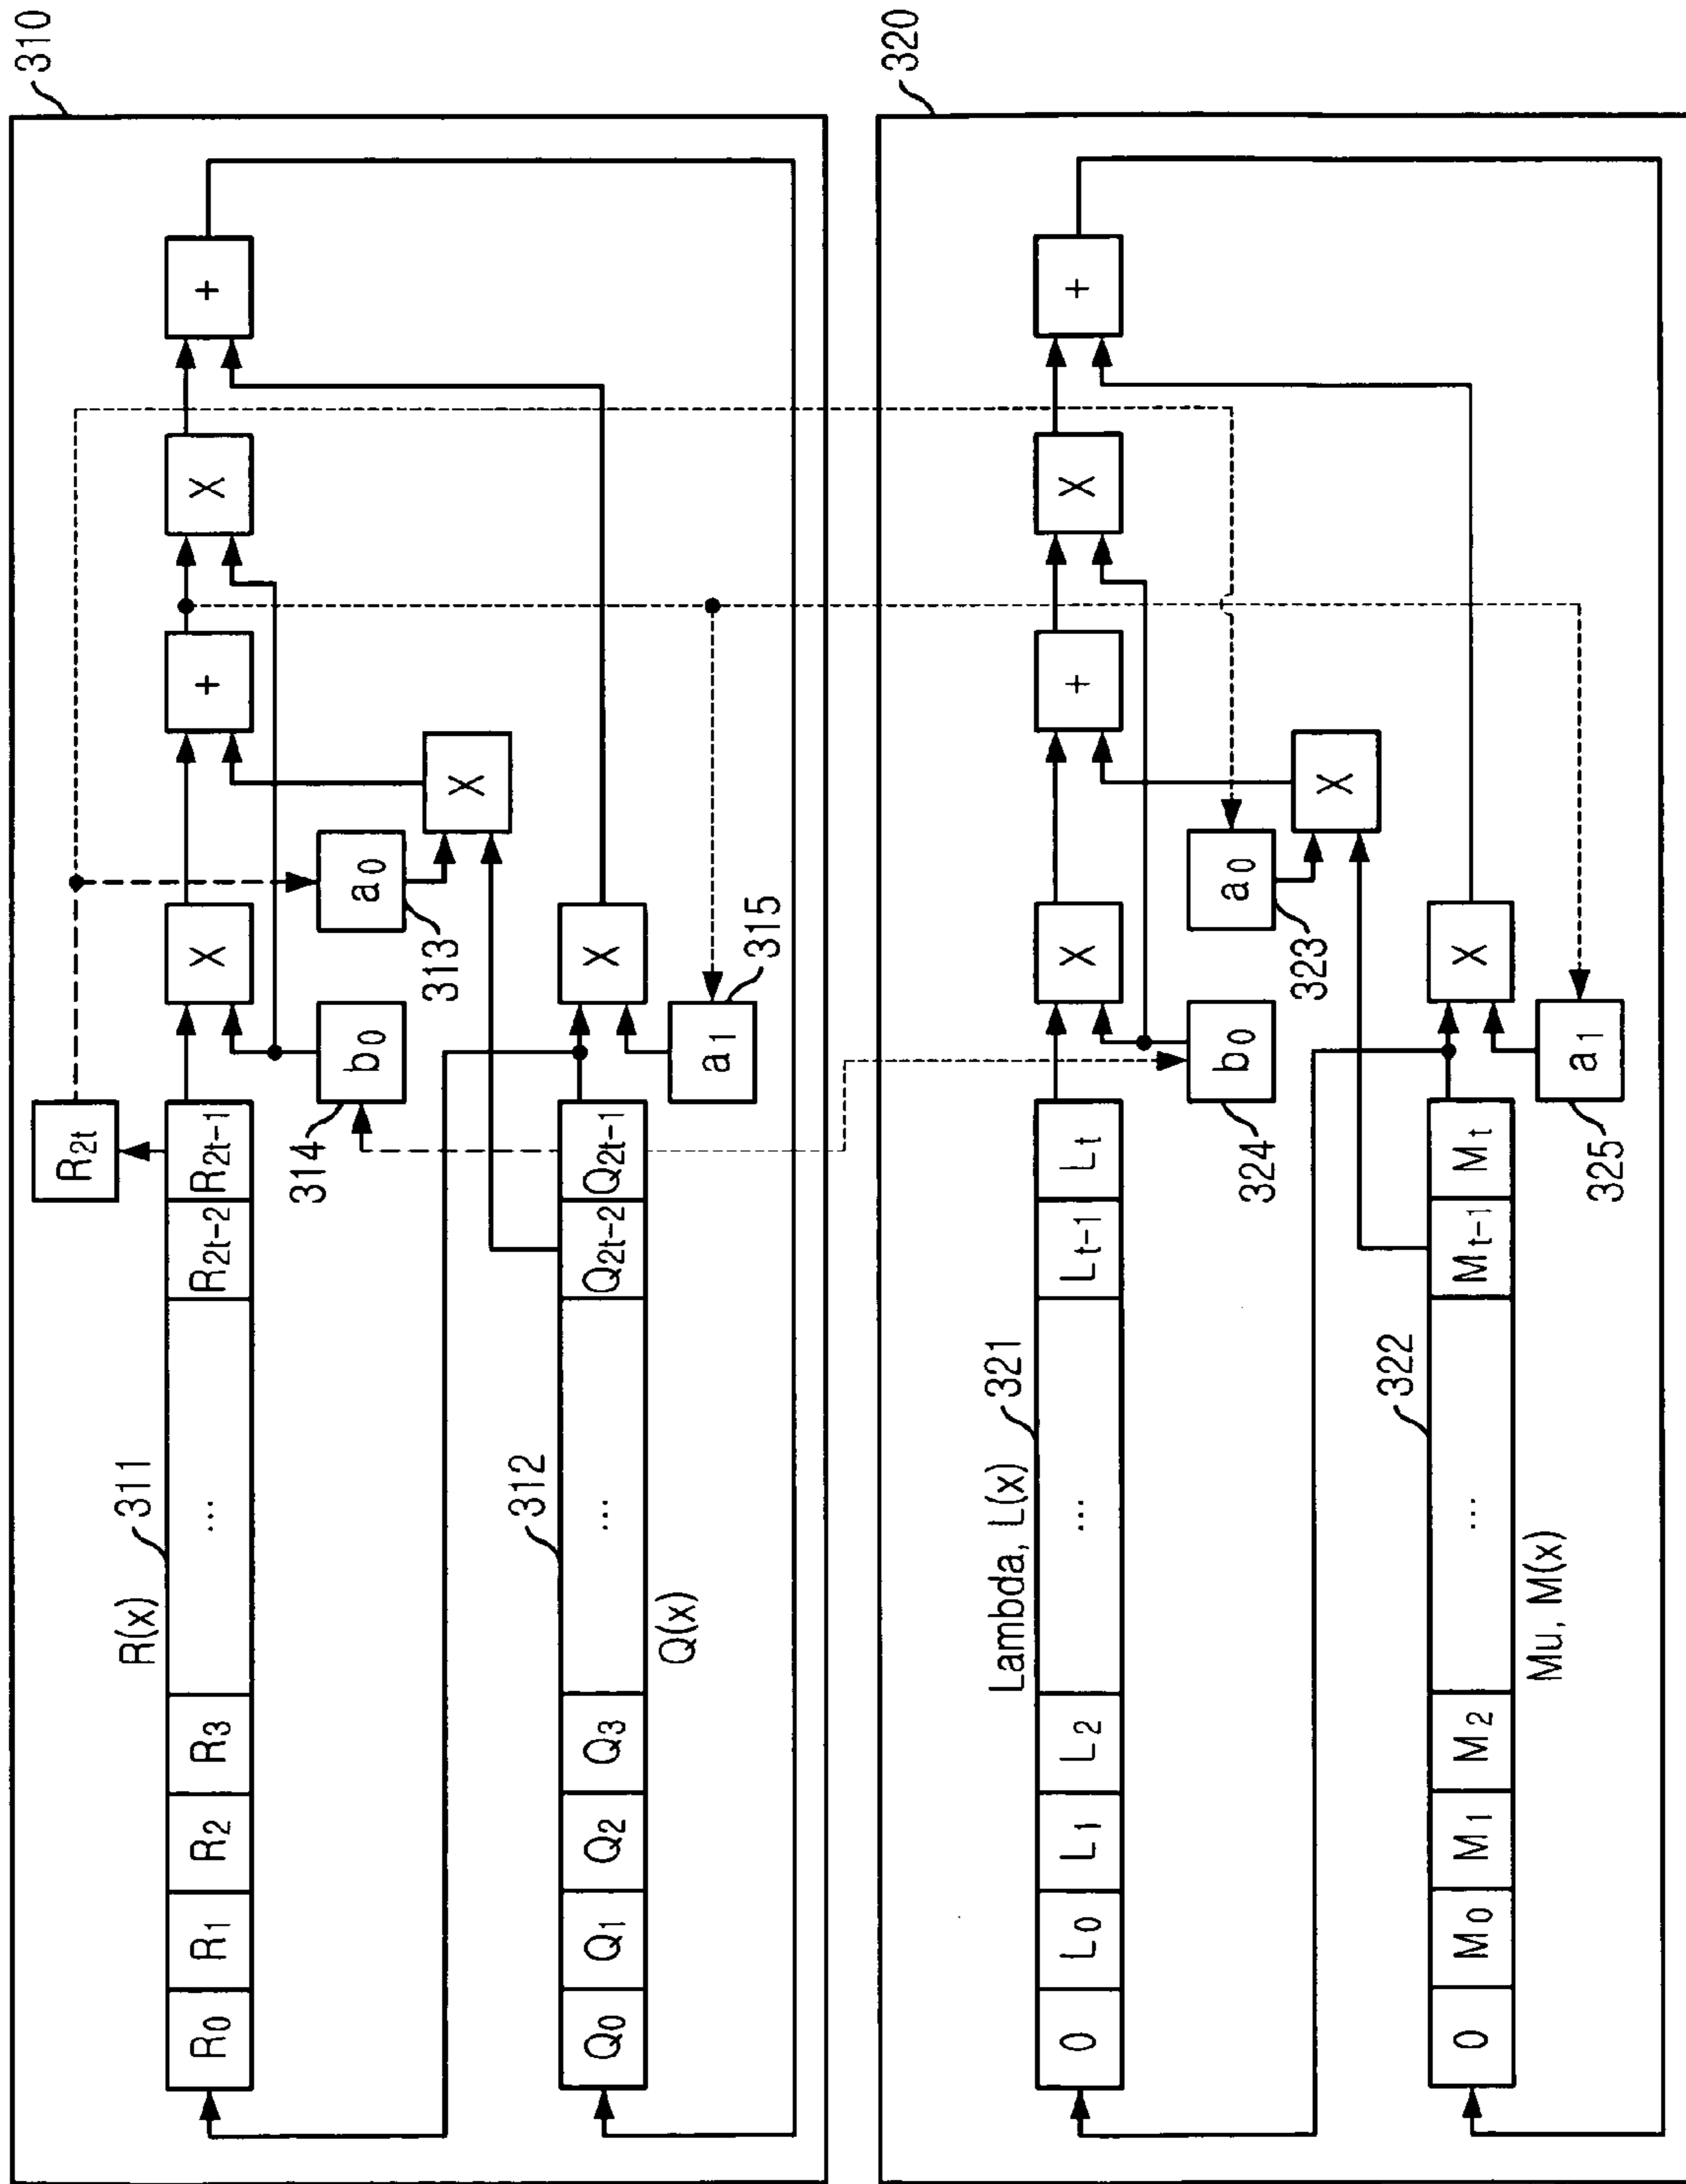 310
R2t
R(x)
311
R0 R1 R2 R3 ... R2t-2 R2t-1
X + X +
314
b0
313
a0
X
312
Q0 Q1 Q2 Q3 ... Q2t-2 Q2t-1
X
Q(x)
a1
315
320
Lambda, L(x)
321
0 L0 L1 L2 ... Lt-1 Lt
X + X +
324
b0
323
a0
X
322
0 M0 M1 M2 ... Mt-1 Mt
X
Mu, M(x)
325
a1